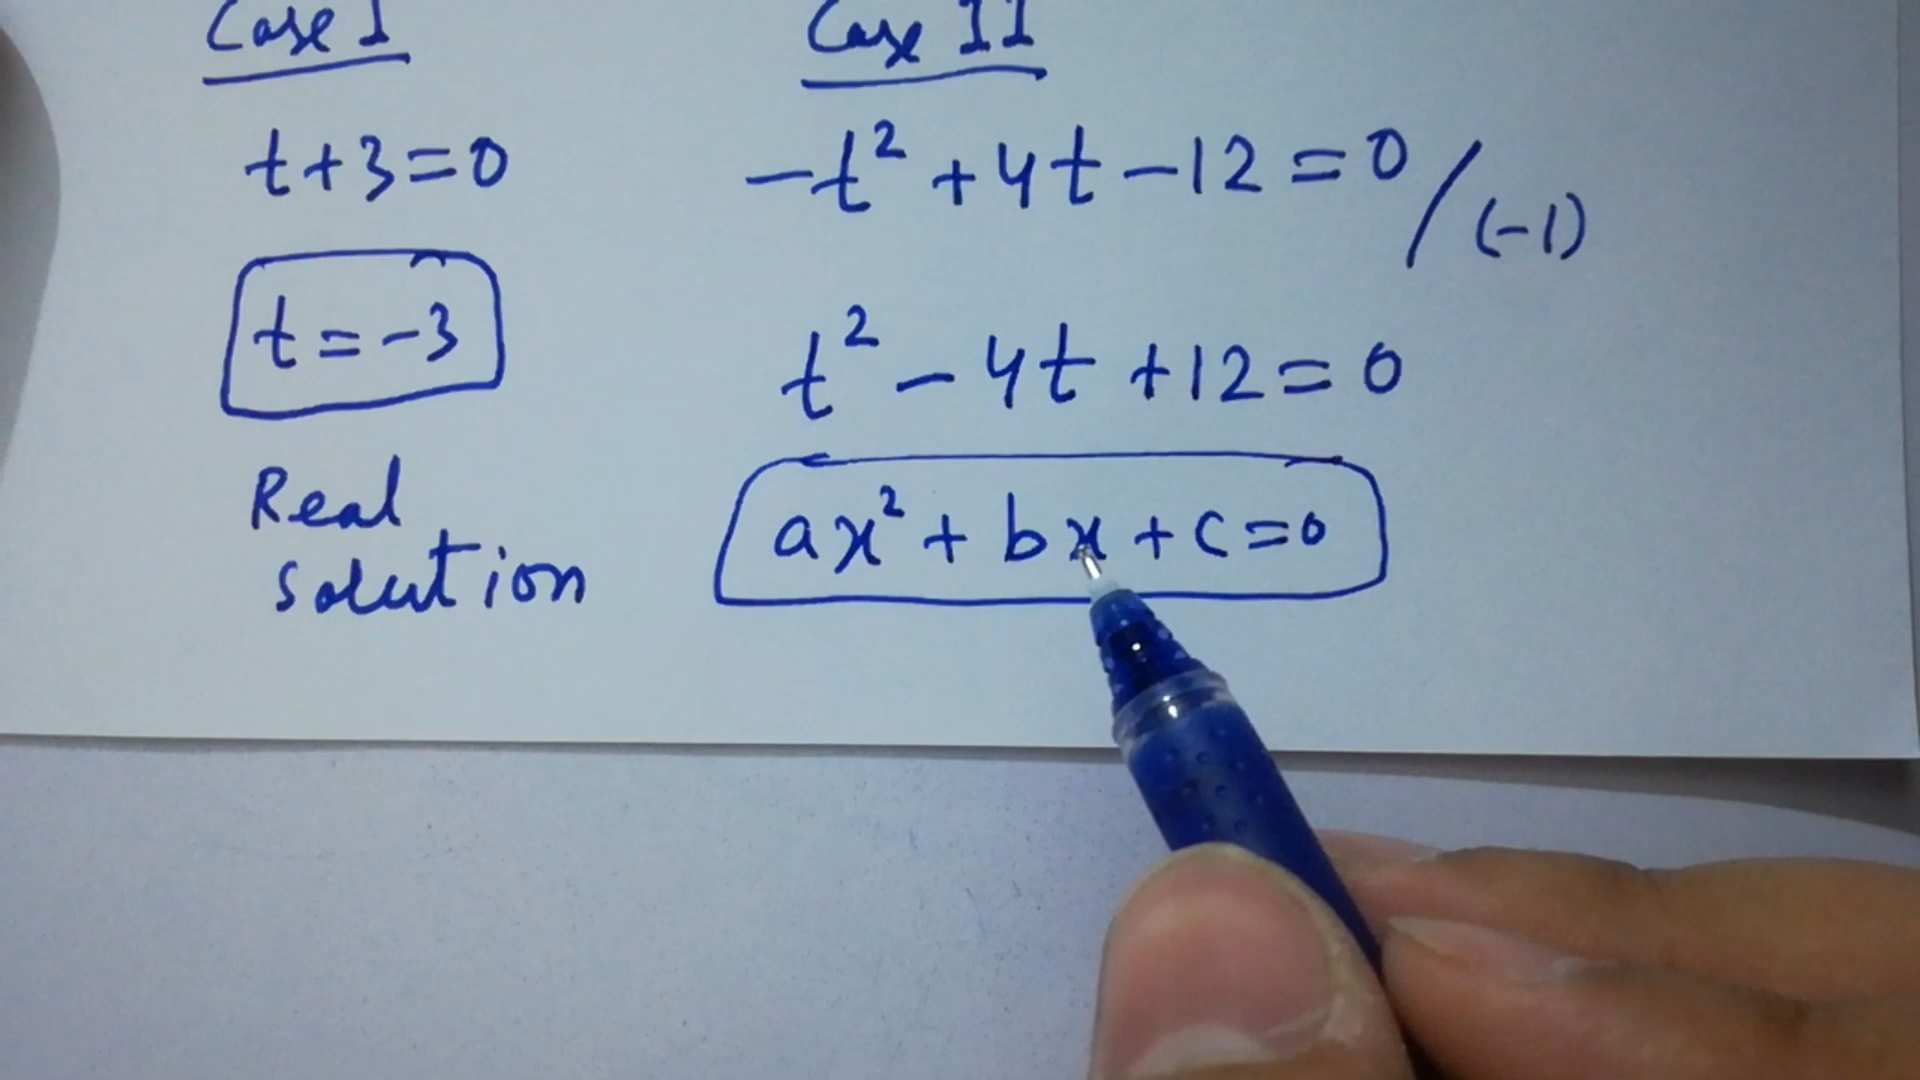 Case I
t+3=0
t=-3
Real
Solution
Case II
-t²+4t-12=0/(-1)
t²-4t+12=0
ax²+bx+c=0